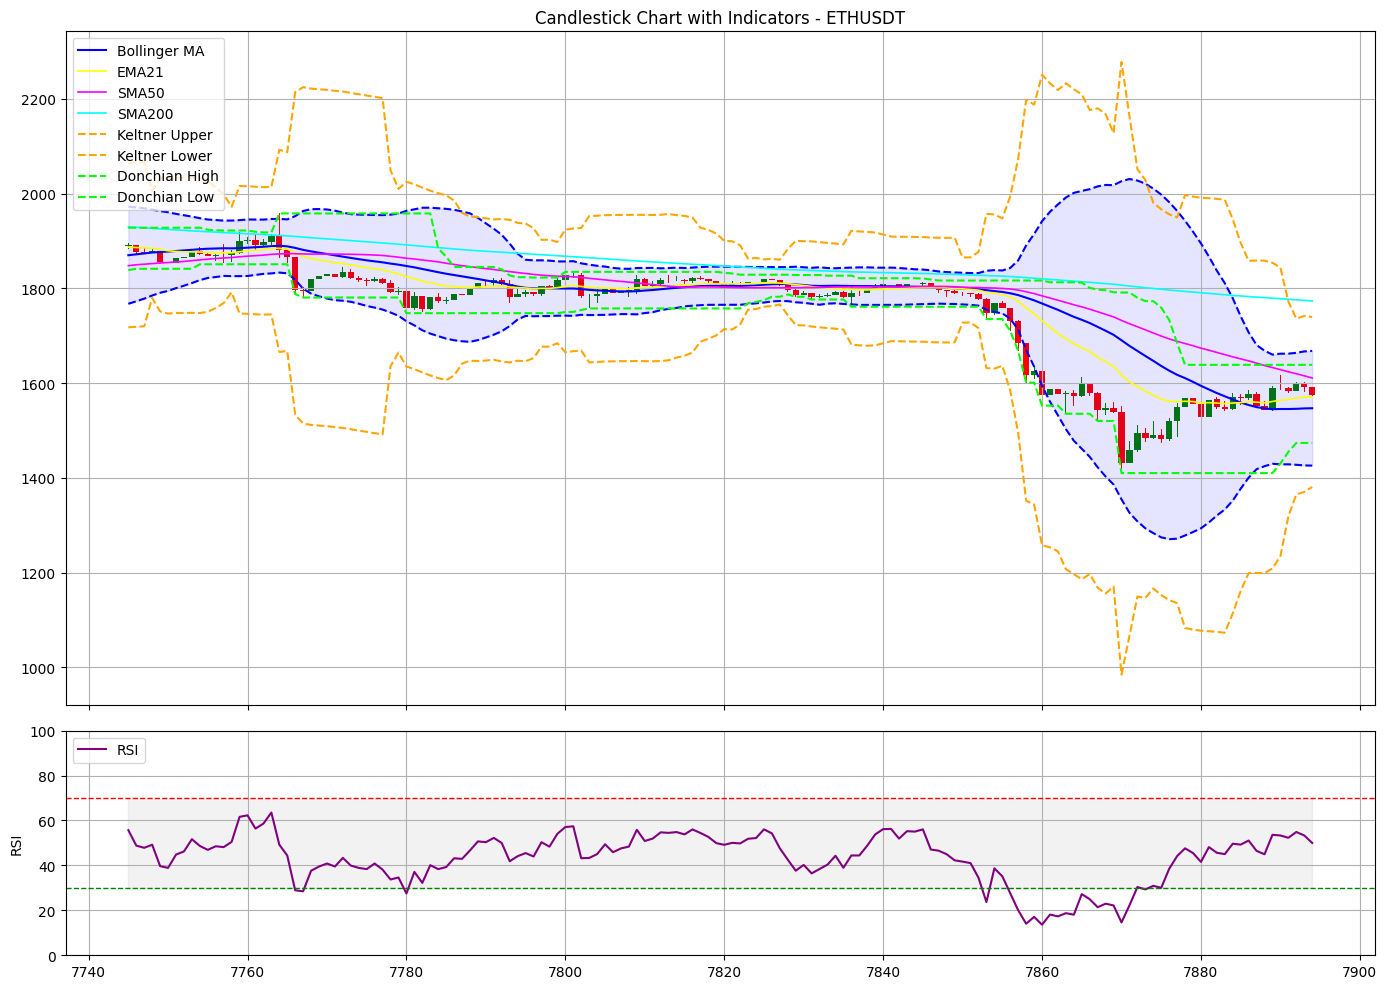 Candlestick Chart with Indicators - ETHUSDT
Bollinger MA
EMA21
SMA50
SMA200
Keltner Upper
Keltner Lower
Donchian High
Donchian Low
2200
2000
1800
1600
1400
1200
1000
RSI
100
80
60
40
20
0
RSI
7740 7760 7780 7800 7820 7840 7860 7880 7900